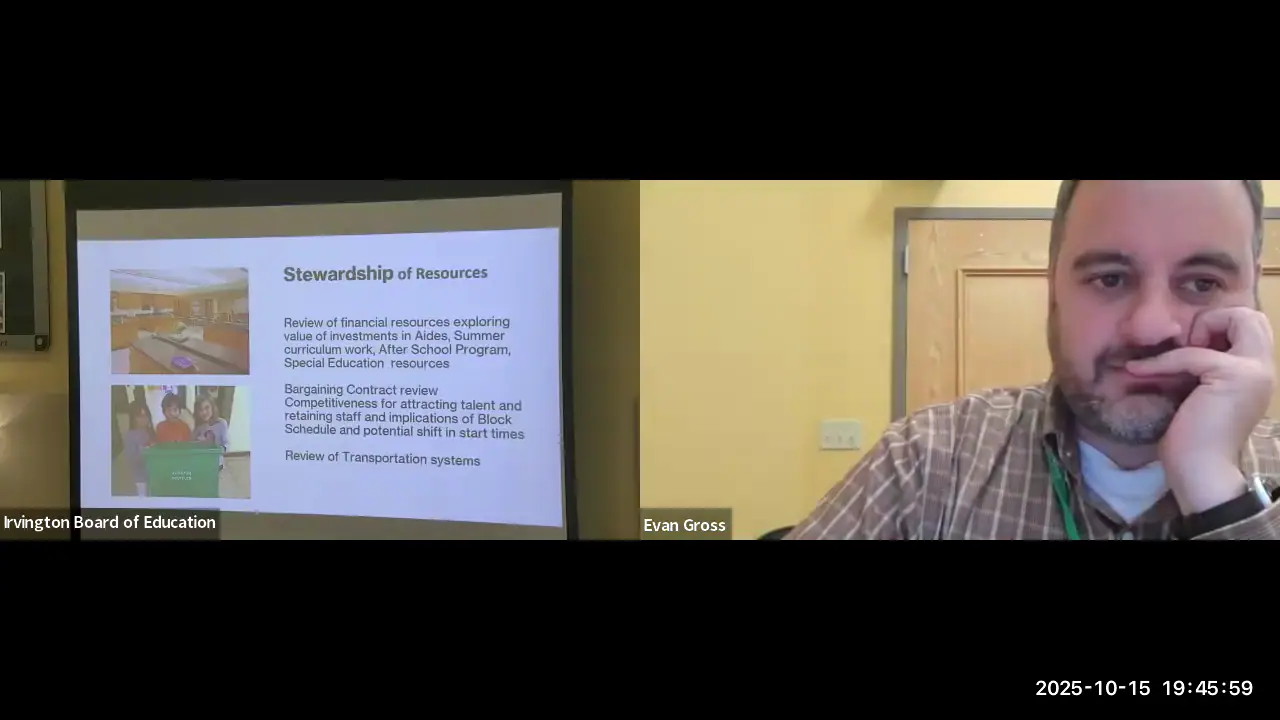 Stewardship of Resources
Review of financial resources exploring
value of investments in Aides, Summer
curriculum work, After School Program,
Special Education resources
Bargaining Contract review
Competitiveness for attracting talent and
retaining staff and implications of Block
Schedule and potential shift in start times
Review of Transportation systems
Irvington Board of Education
Evan Gross
2025-10-15 19:45:59